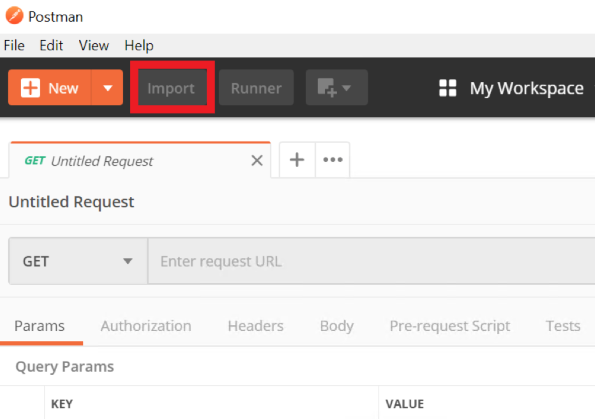 Postman
File Edit View Help
New Import Runner My Workspace
GET Untitled Request
Untitled Request
GET Enter request URL
Params Authorization Headers Body Pre-request Script Tests
Query Params
KEY VALUE